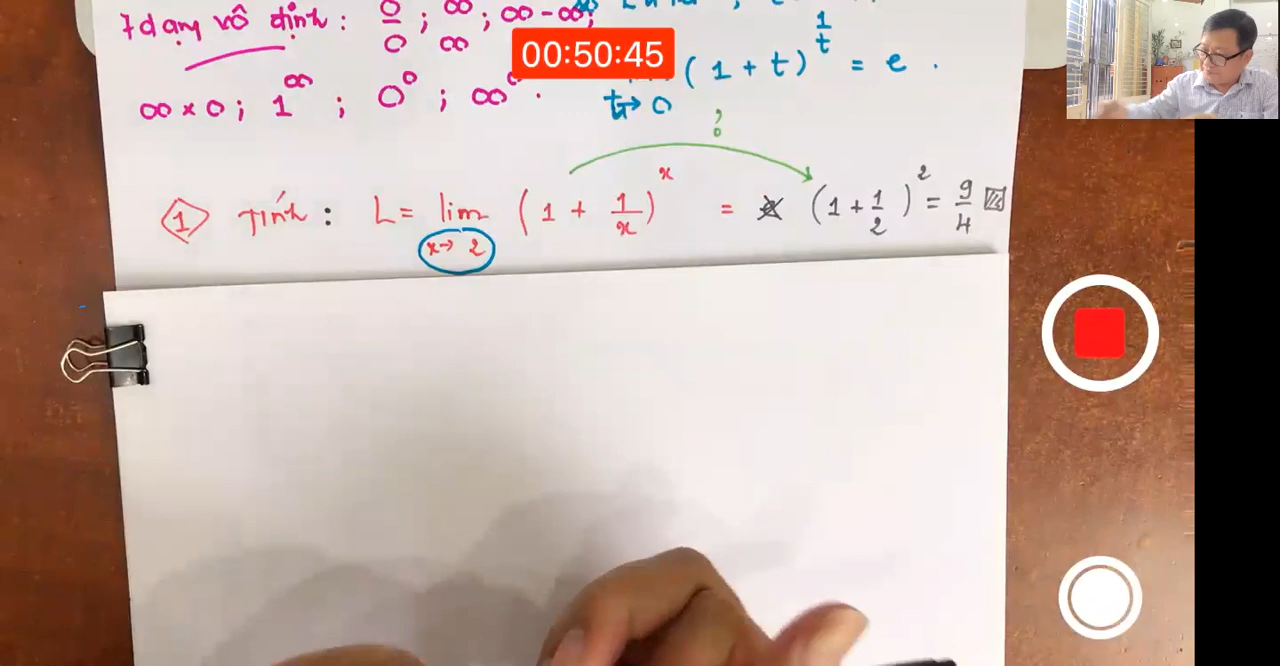 7 dạng vô định : 0/0 ; ∞/∞ ; ∞ - ∞;
00:50:45
∞ × 0 ; 1^∞ ; 0^0 ; ∞^0 .
t→0 (1 + t)^(1/t) = e .
1 Tính : L = lim x→2 (1 + 1/x)^x = (1 + 1/2)^2 = 9/4